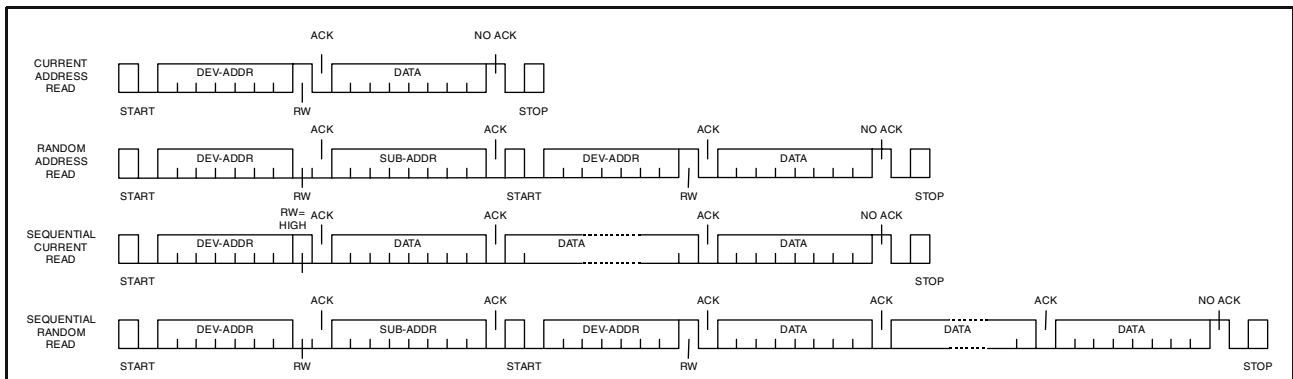 ACK NO ACK
CURRENT
ADDRESS
READ
DEV-ADDR DATA
START RW STOP
ACK ACK ACK NO ACK
RANDOM
ADDRESS
READ
DEV-ADDR SUB-ADDR DEV-ADDR DATA
START RW START RW STOP
RW=
HIGH
ACK ACK ACK NO ACK
SEQUENTIAL
CURRENT
READ
DEV-ADDR DATA DATA DATA
START STOP
ACK ACK ACK ACK ACK NO ACK
SEQUENTIAL
RANDOM
READ
DEV-ADDR SUB-ADDR DEV-ADDR DATA DATA DATA
START RW START RW STOP